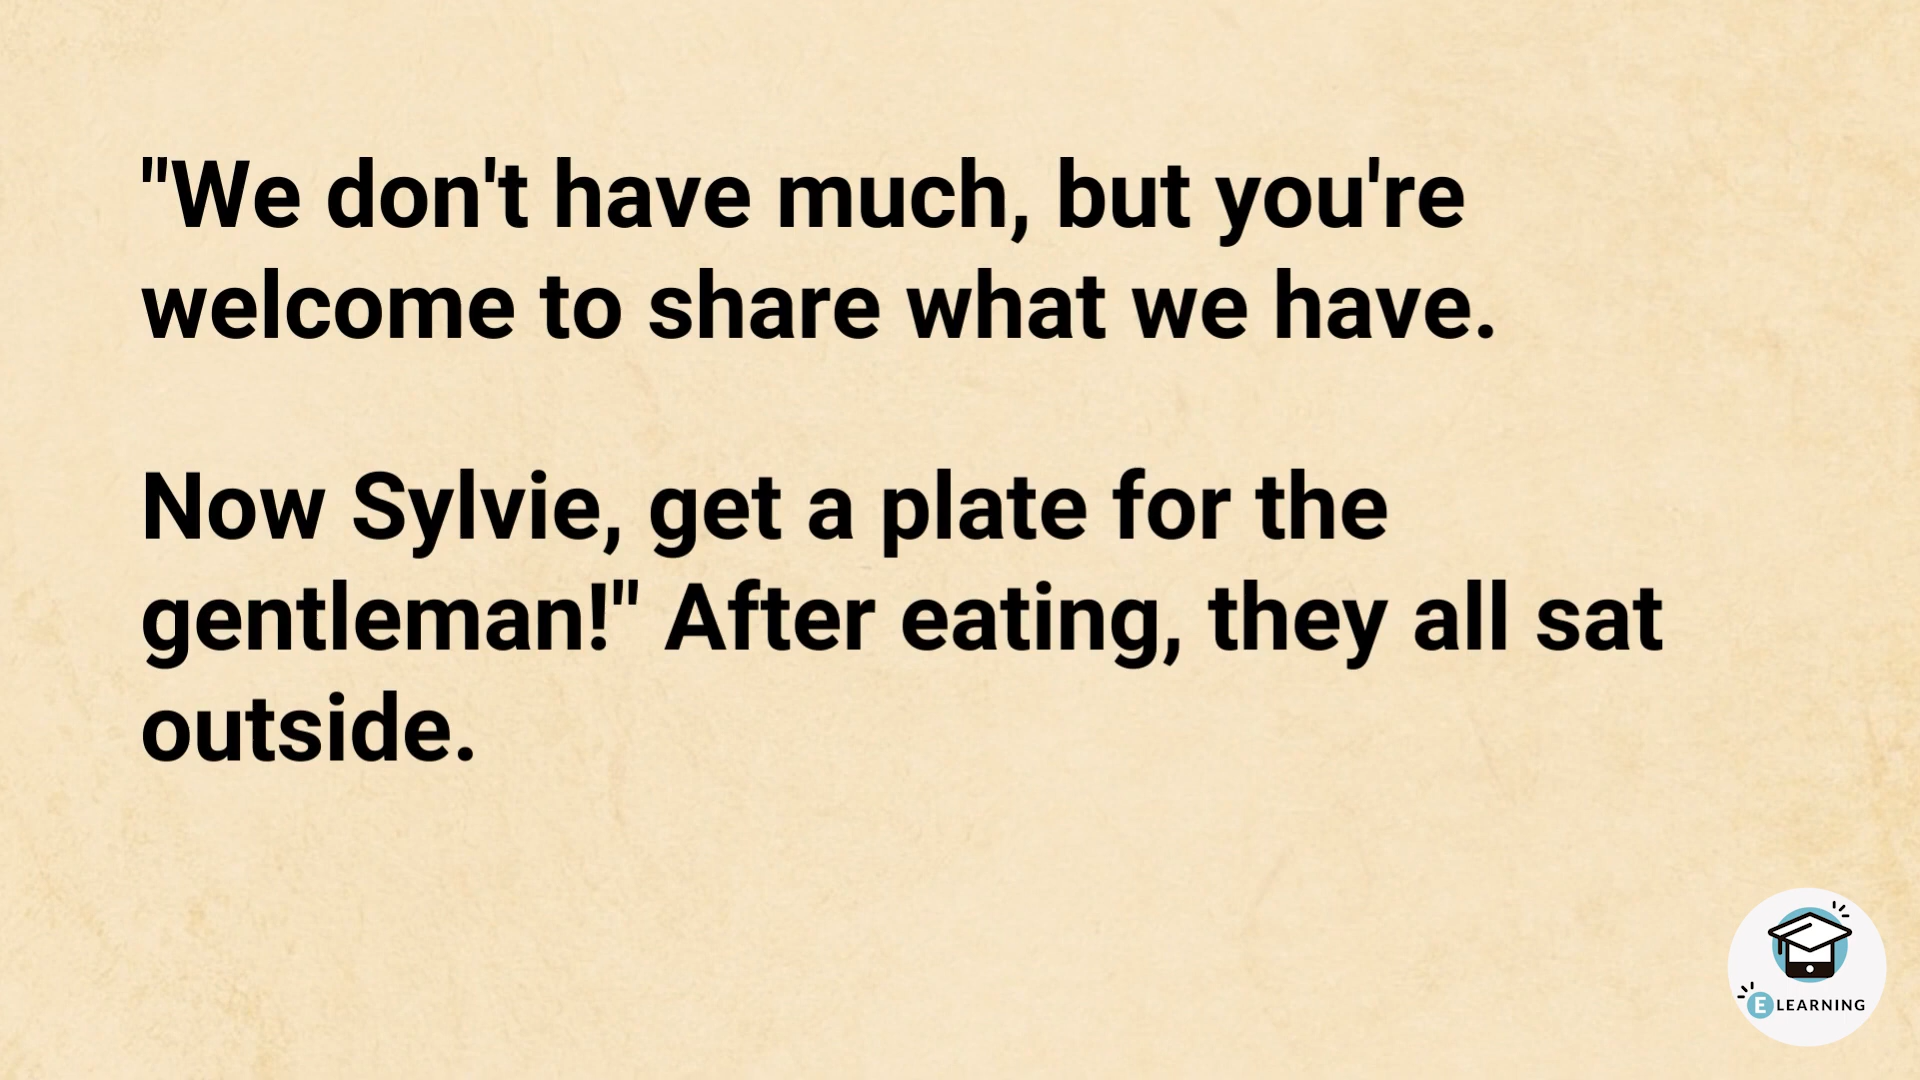 "We don't have much, but you're
welcome to share what we have.
Now Sylvie, get a plate for the
gentleman!" After eating, they all sat
outside.
E LEARNING